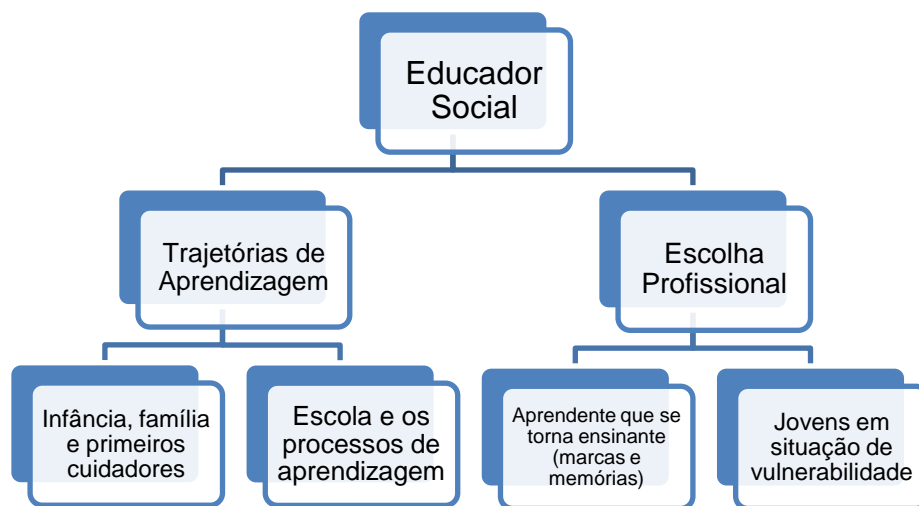 Educador
Social
Trajetórias de
Aprendizagem
Escolha
Profissional
Infância, família
e primeiros
cuidadores
Escola e os
processos de
aprendizagem
Aprendente que se
torna ensinante
(marcas e
memórias)
Jovens em
situação de
vulnerabilidade